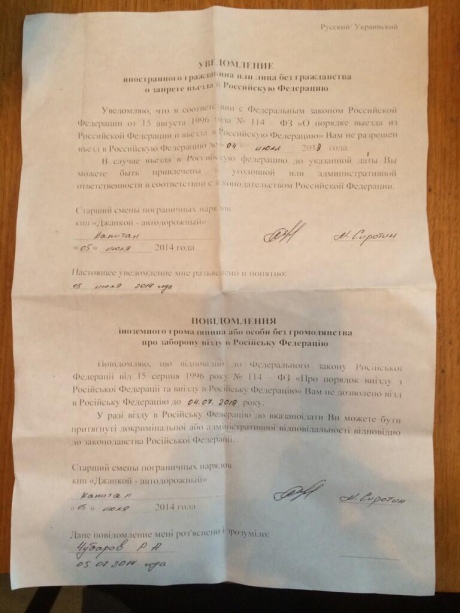 Русский Украинский
УВЕДОМЛЕНИЕ
иностранного гражданина или лица без гражданства
о запрете въезда в Российскую Федерацию
Уведомляю, что в соответствии с Федеральным законом Российской
Федерации от 15 августа 1996 года № 114 - ФЗ «О порядке выезда из
Российской Федерации и въезда в Российскую Федерацию» Вам не разрешен
въезд в Российскую Федерацию до «04» июля 2019 года.
В случае въезда в Российскую федерацию до указанной даты Вы
можете быть привлечены к уголовной или административной
ответственности в соответствии с законодательством Российской Федерации.
Старший смены пограничных нарядов
кпп «Джанкой - автодорожный»
капитан Н. Сиротин
«05» июля 2014 года
Настоящее уведомление мне разъяснено и понятно:
05 июля 2014 года
ПОВІДОМЛЕННЯ
іноземного громадянина або особи без громадянства
про заборону візду в Російську Федерацію
Повідомляю, що відповідно до Федерального закону Російської
Федерації від 15 серпня 1996 року № 114 - ФЗ «Про порядок виїзду з
Російської Федерації та виїзду в Російську Федерацію» Вам не дозволено візд
в Російську Федерацію до 04.07.2019 року.
У разі візду в Російську Федерацію до вказаної дати Ви можете бути
притягнуті до кримінальної або адміністративної відповідальності відповідно
до законодавства Російської Федерації.
Старший смены пограничных нарядов
кпп «Джанкой - автодорожный»
капитан Н. Сиротин
«05» июля 2014 года
Дане повідомлення мені роз'яснено і зрозуміло:
Чубаров Р А
05 07 2014 года